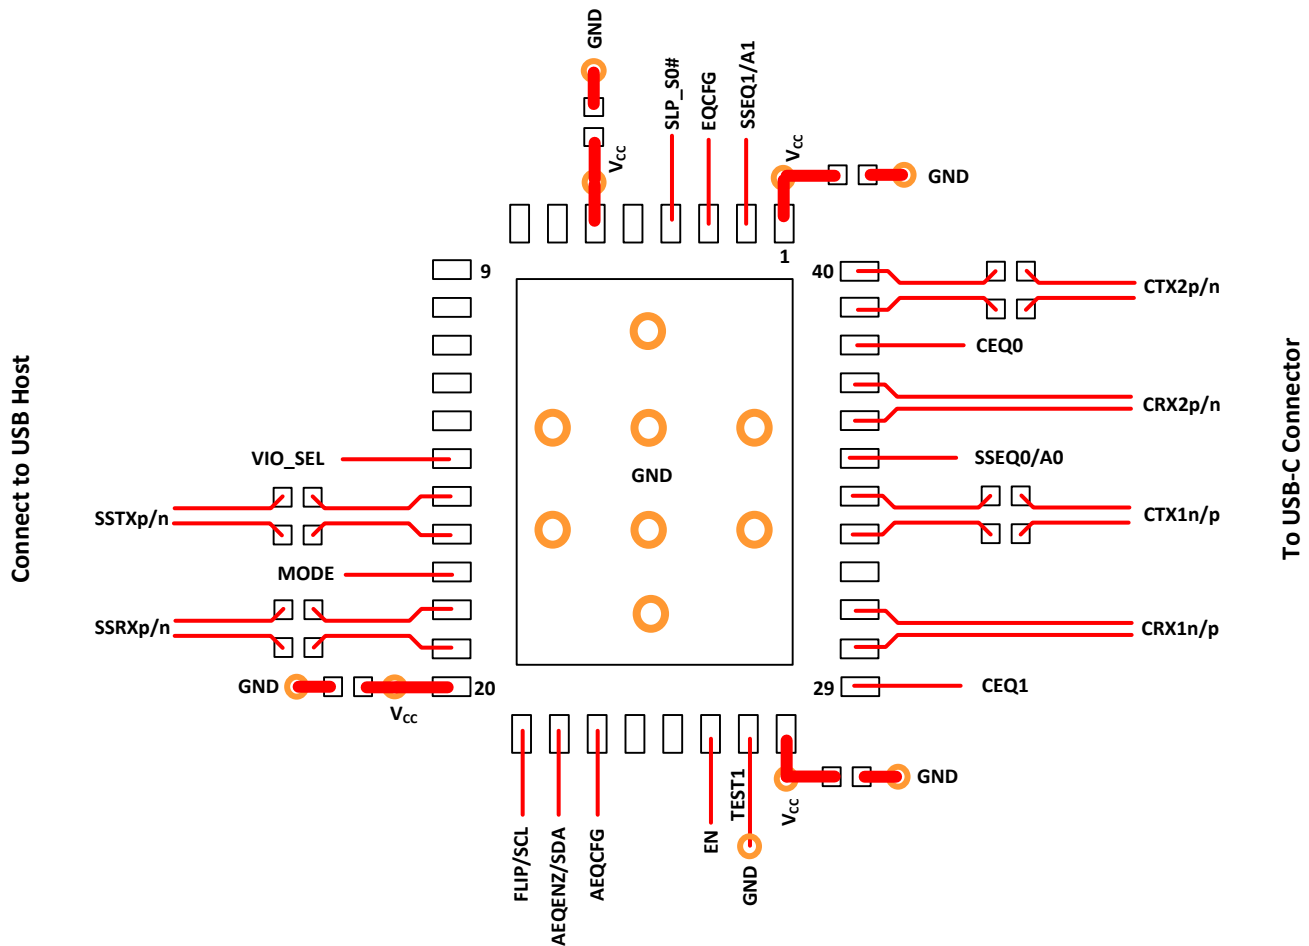 GND
SLP_S0#
EQCFG
SSEQ1/A1
VCC
VCC
GND
1
9
40
CTX2p/n
CEQ0
CRX2p/n
Connect to USB Host
To USB-C Connector
VIO_SEL
GND
SSEQ0/A0
SSTXp/n
CTX1n/p
MODE
SSRXp/n
CRX1n/p
GND
20
29
CEQ1
VCC
GND
VCC
TEST1
FLIP/SCL
AEQENZ/SDA
AEQCFG
EN
GND